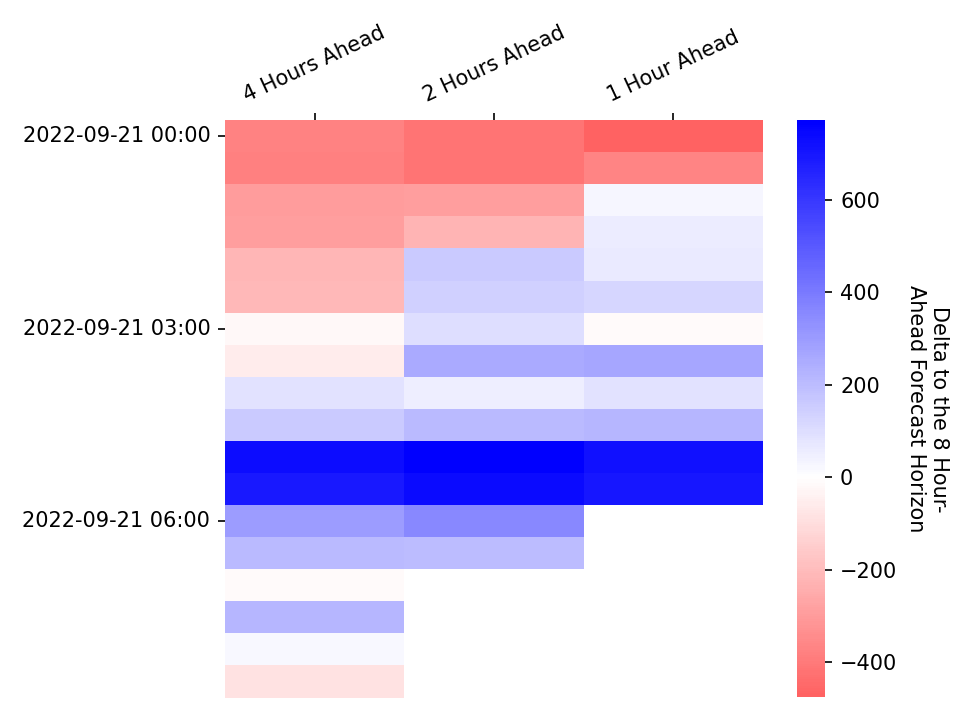 4 Hours Ahead
2 Hours Ahead
1 Hour Ahead
2022-09-21 00:00
2022-09-21 03:00
2022-09-21 06:00
600
400
200
0
−200
−400
Delta to the 8 Hour-
Ahead Forecast Horizon